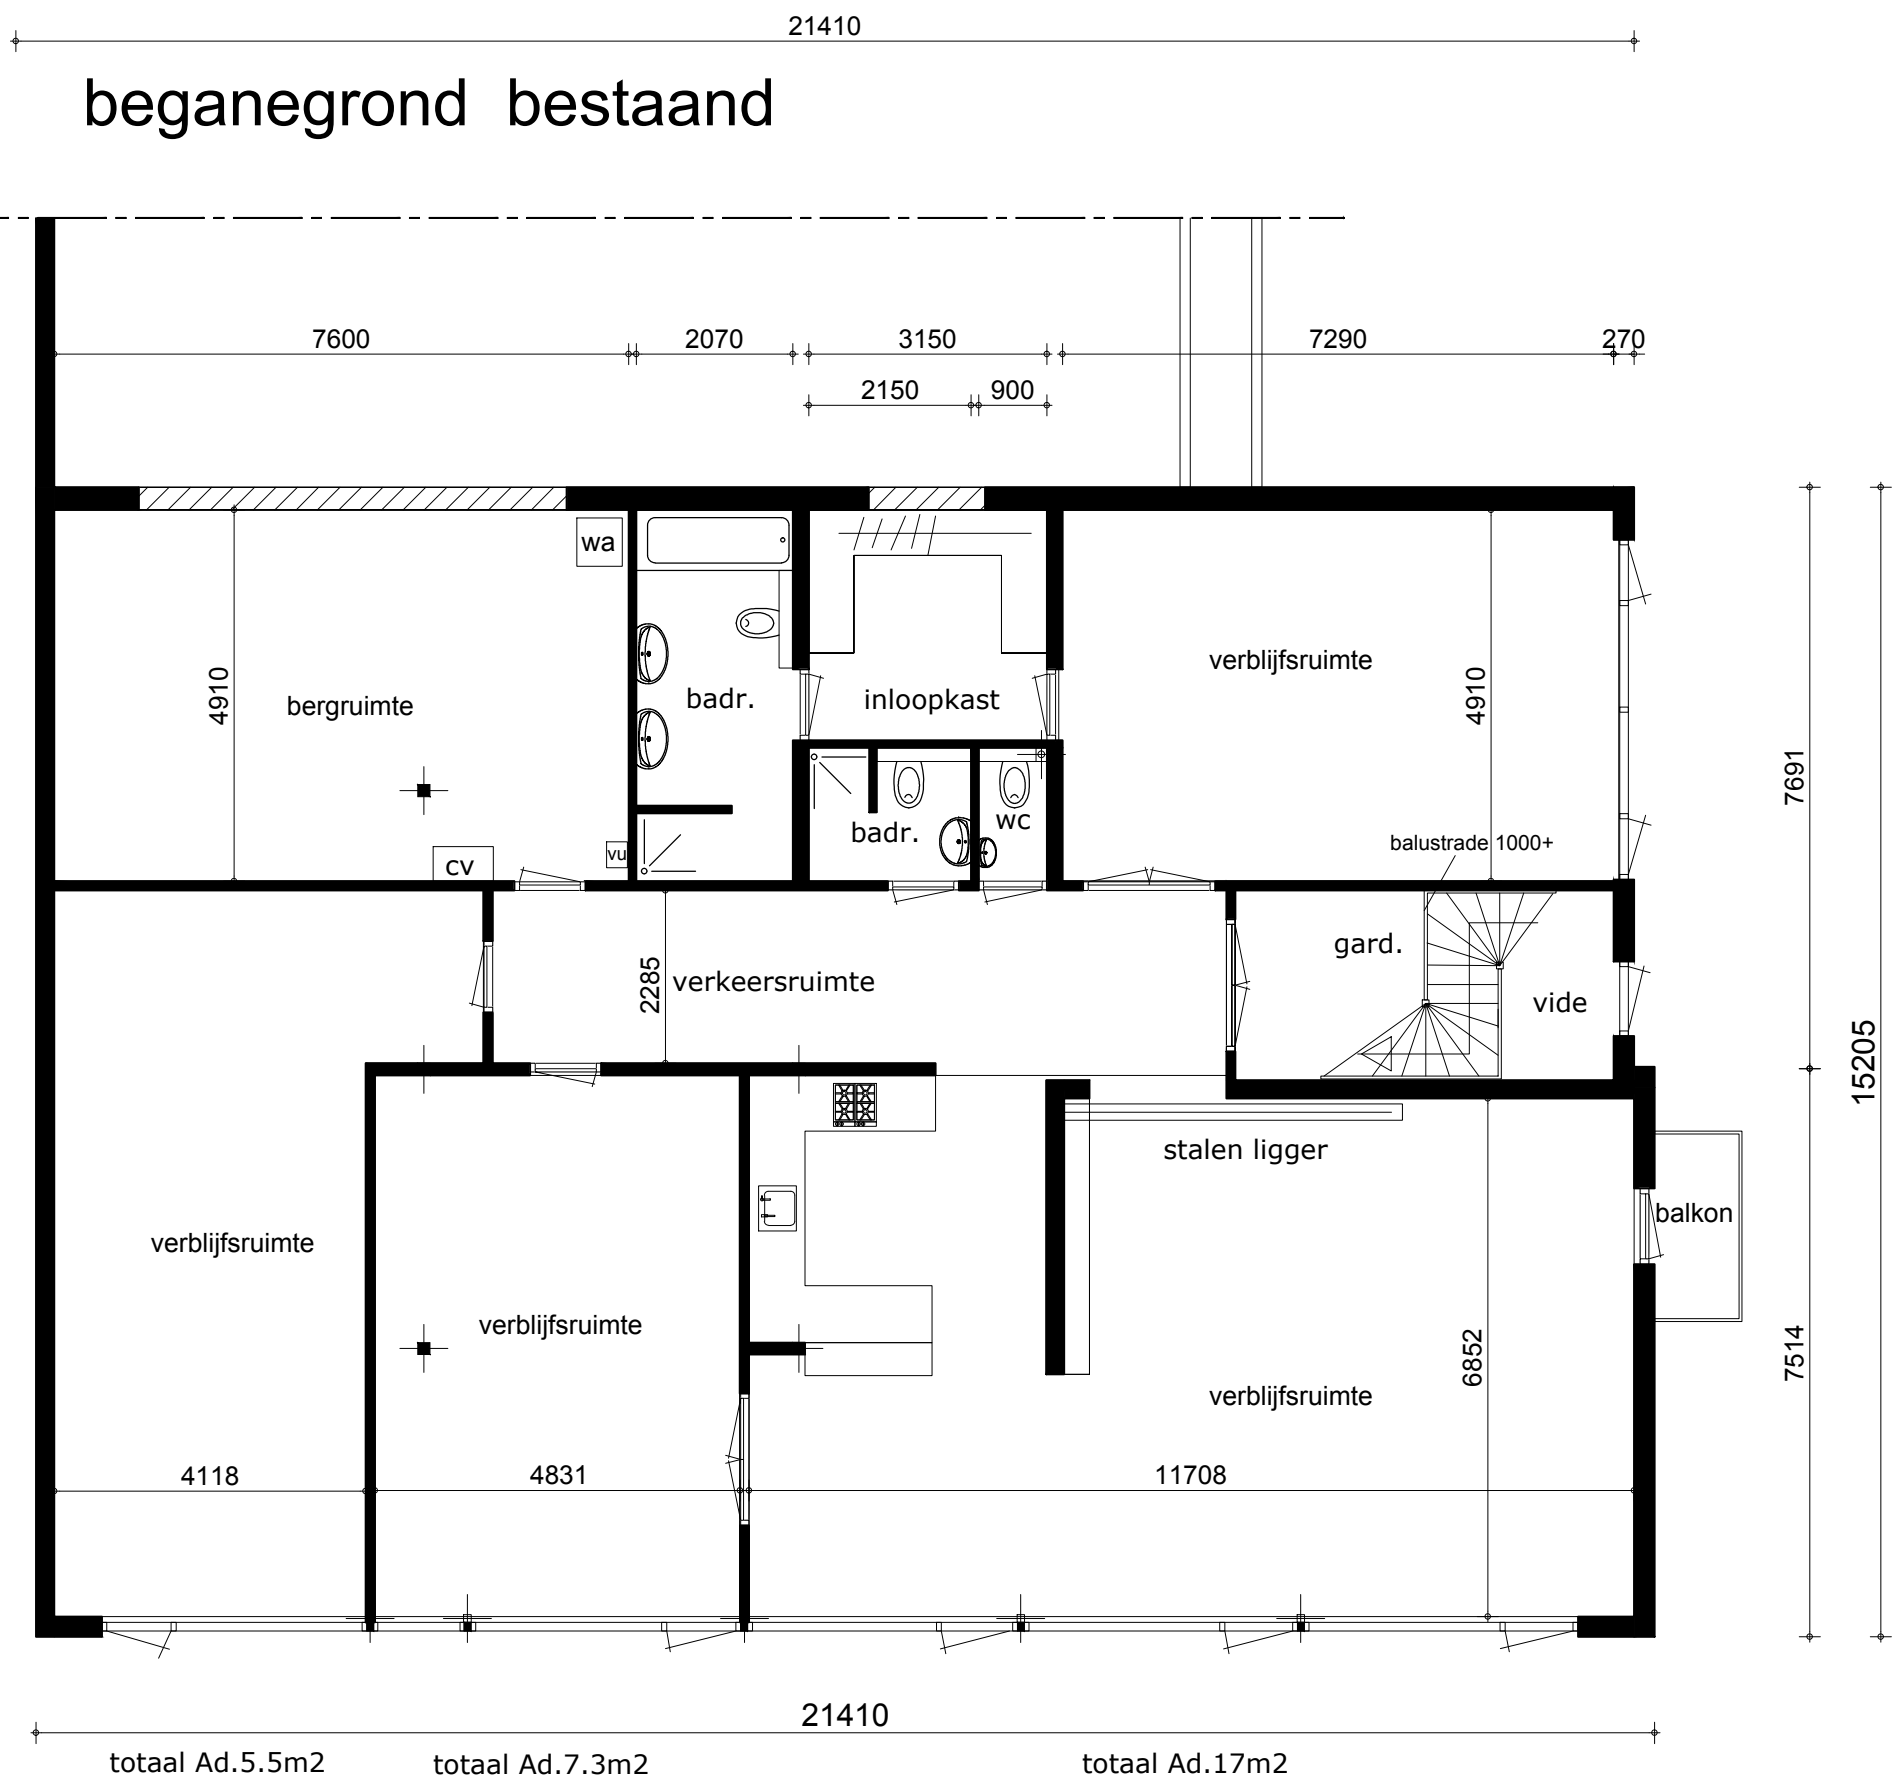 21410
beganegrond bestaand
7600 2070 3150 7290 270
2150 900
wa
verblijfsruimte
4910 bergruimte badr. inloopkast 4910
7691
badr. wc
balustrade 1000+
cv vu
gard.
2285 verkeersruimte
vide
15205
stalen ligger
balkon
verblijfsruimte
verblijfsruimte
6852 7514
verblijfsruimte
4118 4831 11708
21410
totaal Ad.5.5m2 totaal Ad.7.3m2 totaal Ad.17m2